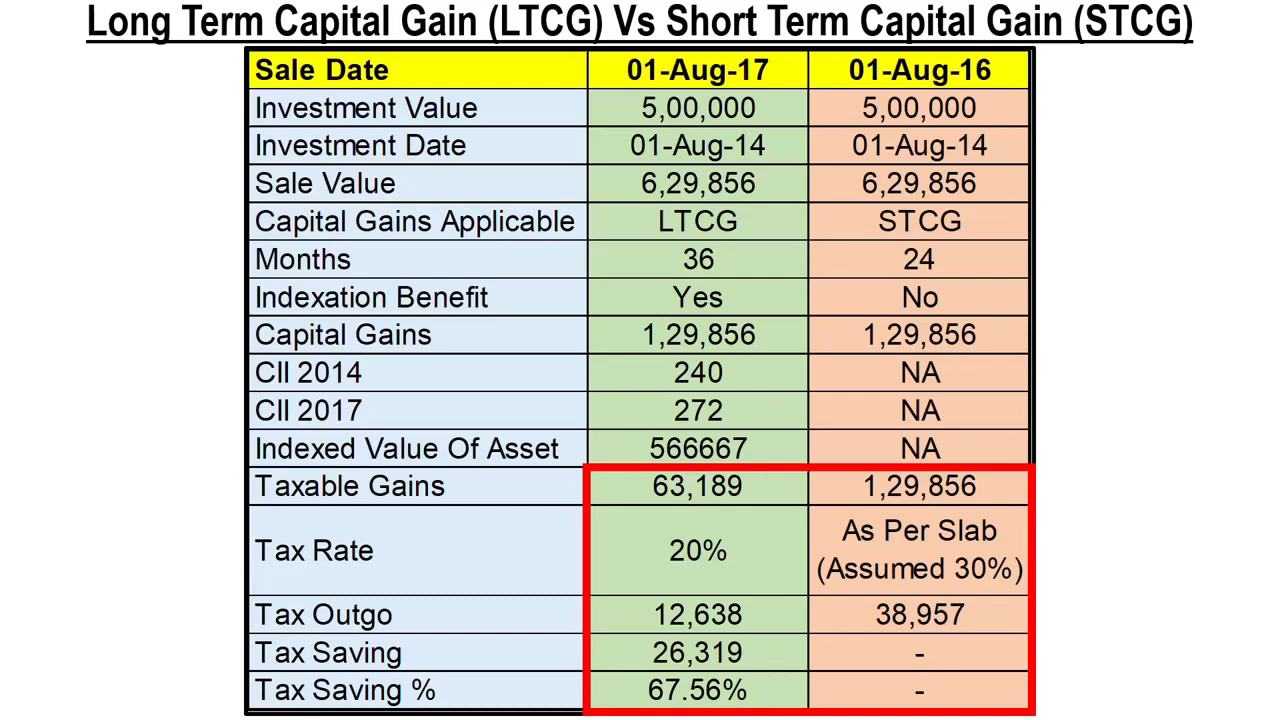 Long Term Capital Gain (LTCG) Vs Short Term Capital Gain (STCG)
Sale Date 01-Aug-17 01-Aug-16
Investment Value 5,00,000 5,00,000
Investment Date 01-Aug-14 01-Aug-14
Sale Value 6,29,856 6,29,856
Capital Gains Applicable LTCG STCG
Months 36 24
Indexation Benefit Yes No
Capital Gains 1,29,856 1,29,856
CII 2014 240 NA
CII 2017 272 NA
Indexed Value Of Asset 566667 NA
Taxable Gains 63,189 1,29,856
Tax Rate 20% As Per Slab
(Assumed 30%)
Tax Outgo 12,638 38,957
Tax Saving 26,319 -
Tax Saving % 67.56% -